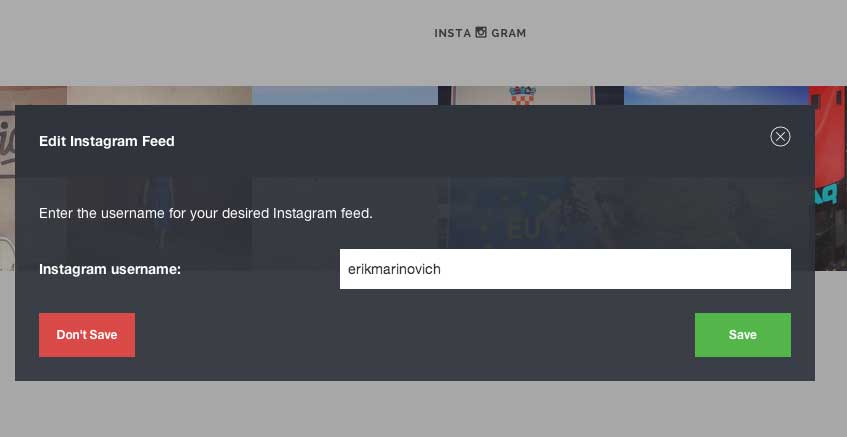 INSTA GRAM
Edit Instagram Feed
EU
Enter the username for your desired Instagram feed.
Instagram username:
erikmarinovich
Don't Save
Save